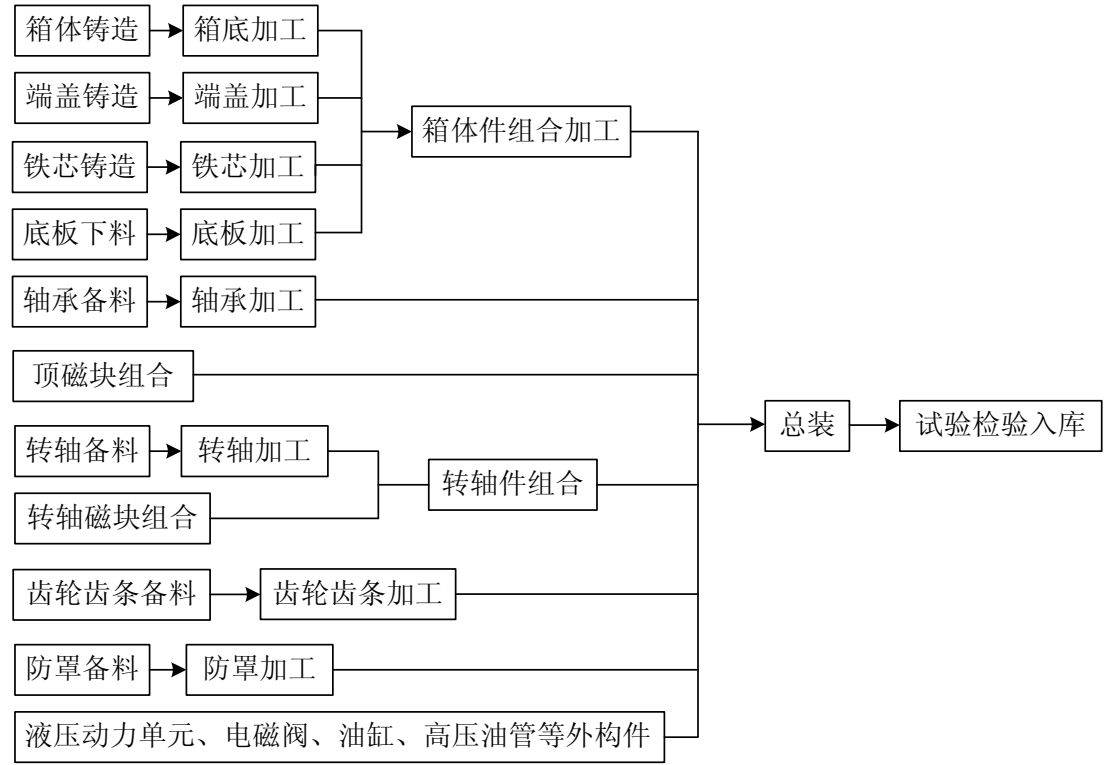 箱体铸造
箱底加工
端盖铸造
端盖加工
箱体件组合加工
铁芯铸造
铁芯加工
底板下料
底板加工
轴承备料
轴承加工
顶磁块组合
总装
试验检验入库
转轴备料
转轴加工
转轴件组合
转轴磁块组合
齿轮齿条备料
齿轮齿条加工
防罩备料
防罩加工
液压动力单元、电磁阀、油缸、高压油管等外构件